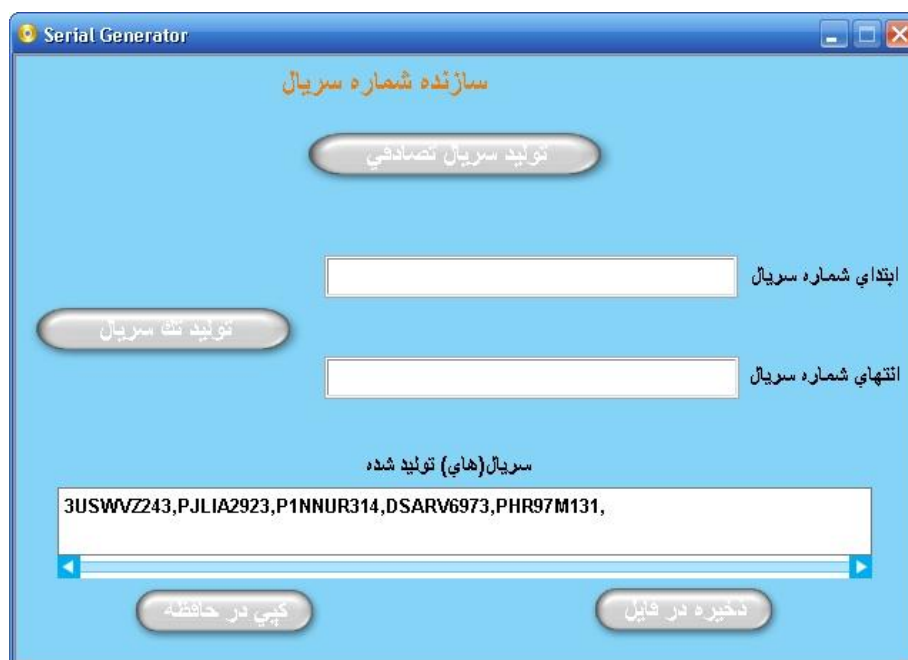 Serial Generator
سازنده شماره سريال
توليد سريال تصادفي
ابتداي شماره سريال
توليد تك سريال
انتهاي شماره سريال
سريال(هاي) توليد شده
3USWVZ243,PJLIA2923,P1NNUR314,DSARV6973,PHR97M131,
ذخيره در فايل
كپي در حافظه